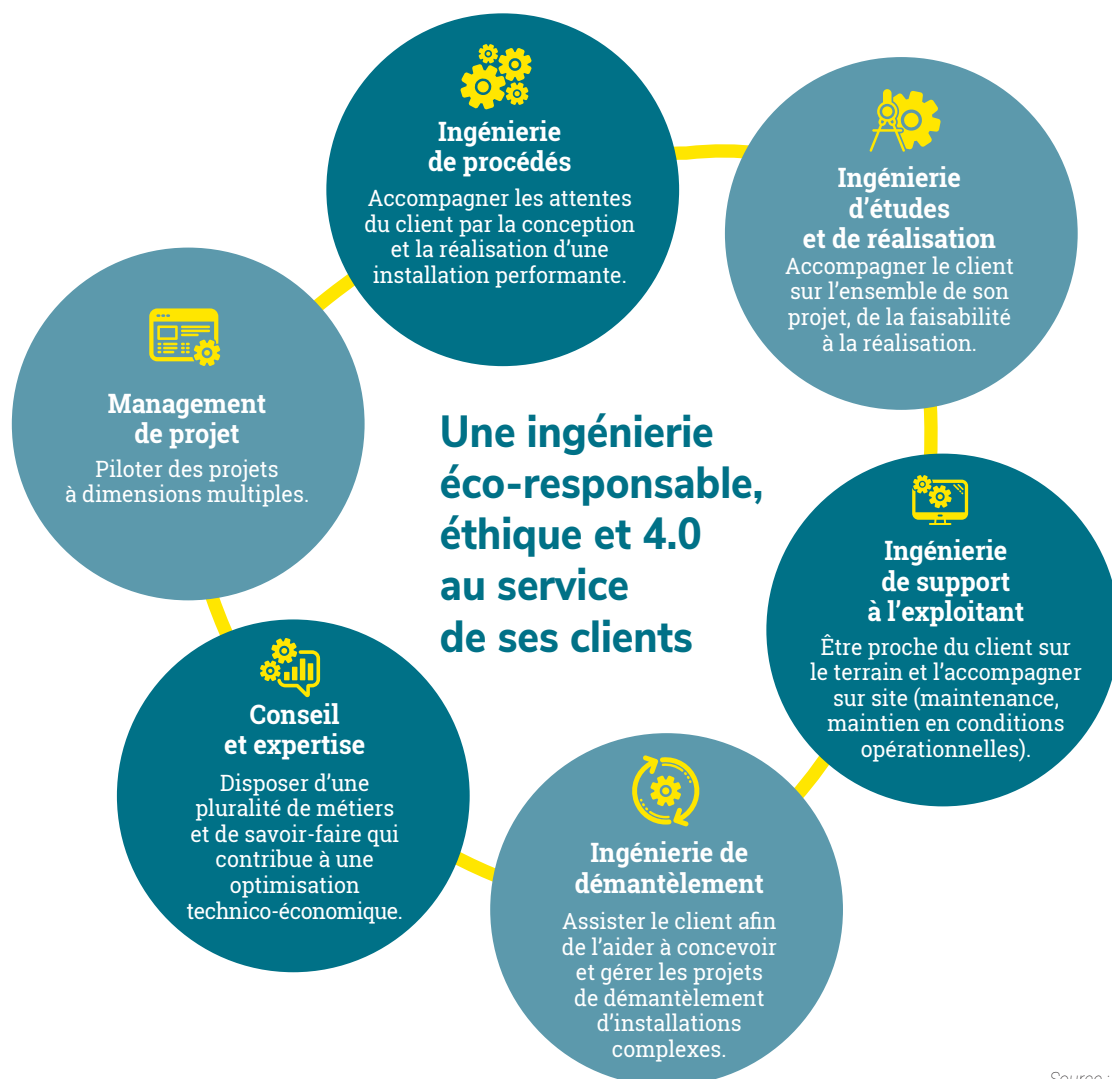 Ingénierie
de procédés
Accompagner les attentes
du client par la conception
et la réalisation d'une
installation performante.
Ingénierie
d'études
et de réalisation
Accompagner le client
sur l'ensemble de son
projet, de la faisabilité
à la réalisation.
Management
de projet
Piloter des projets
à dimensions multiples.
Une ingénierie
éco-responsable,
éthique et 4.0
au service
de ses clients
Ingénierie
de support
à l'exploitant
Être proche du client sur
le terrain et l'accompagner
sur site (maintenance,
maintien en conditions
opérationnelles).
Conseil
et expertise
Disposer d'une
pluralité de métiers
et de savoir-faire qui
contribue à une
optimisation
technico-économique.
Ingénierie de
démantèlement
Assister le client afin
de l'aider à concevoir
et gérer les projets
de démantèlement
d'installations
complexes.